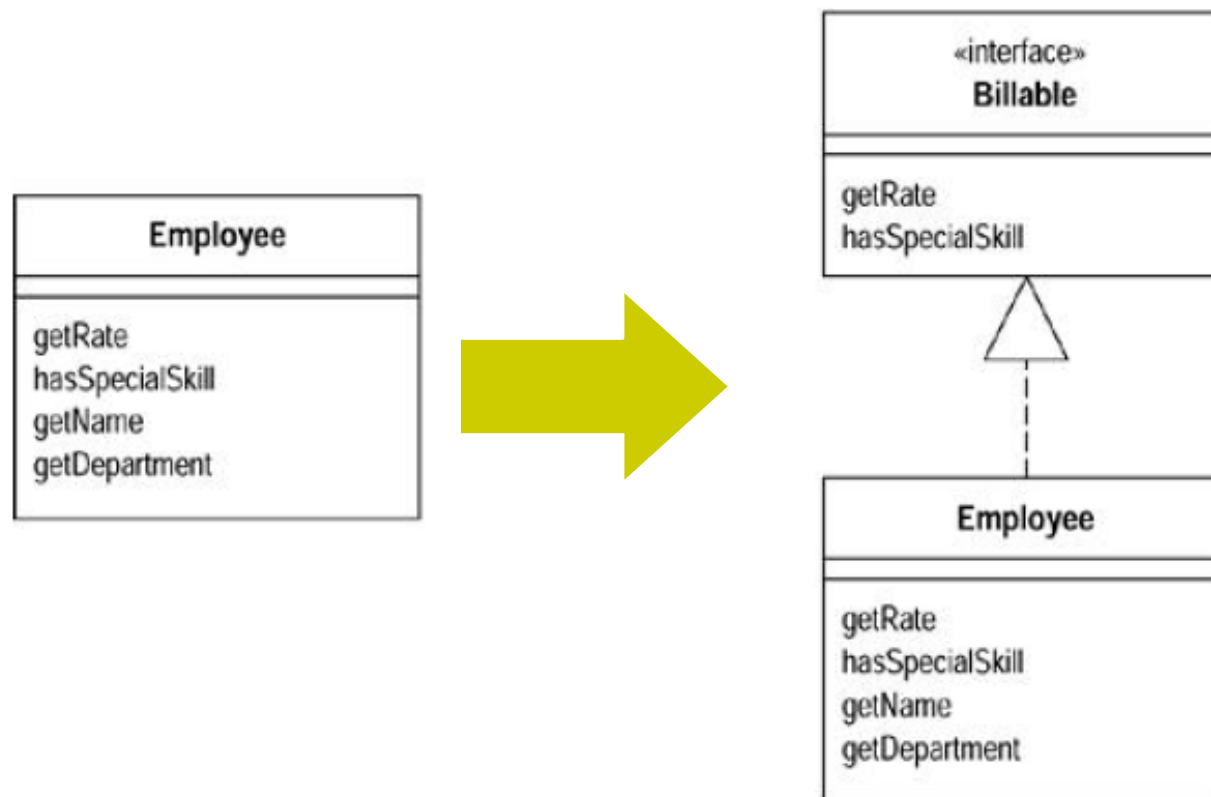 Employee
getRate
hasSpecialSkill
getName
getDepartment
«interface»
Billable
getRate
hasSpecialSkill
Employee
getRate
hasSpecialSkill
getName
getDepartment